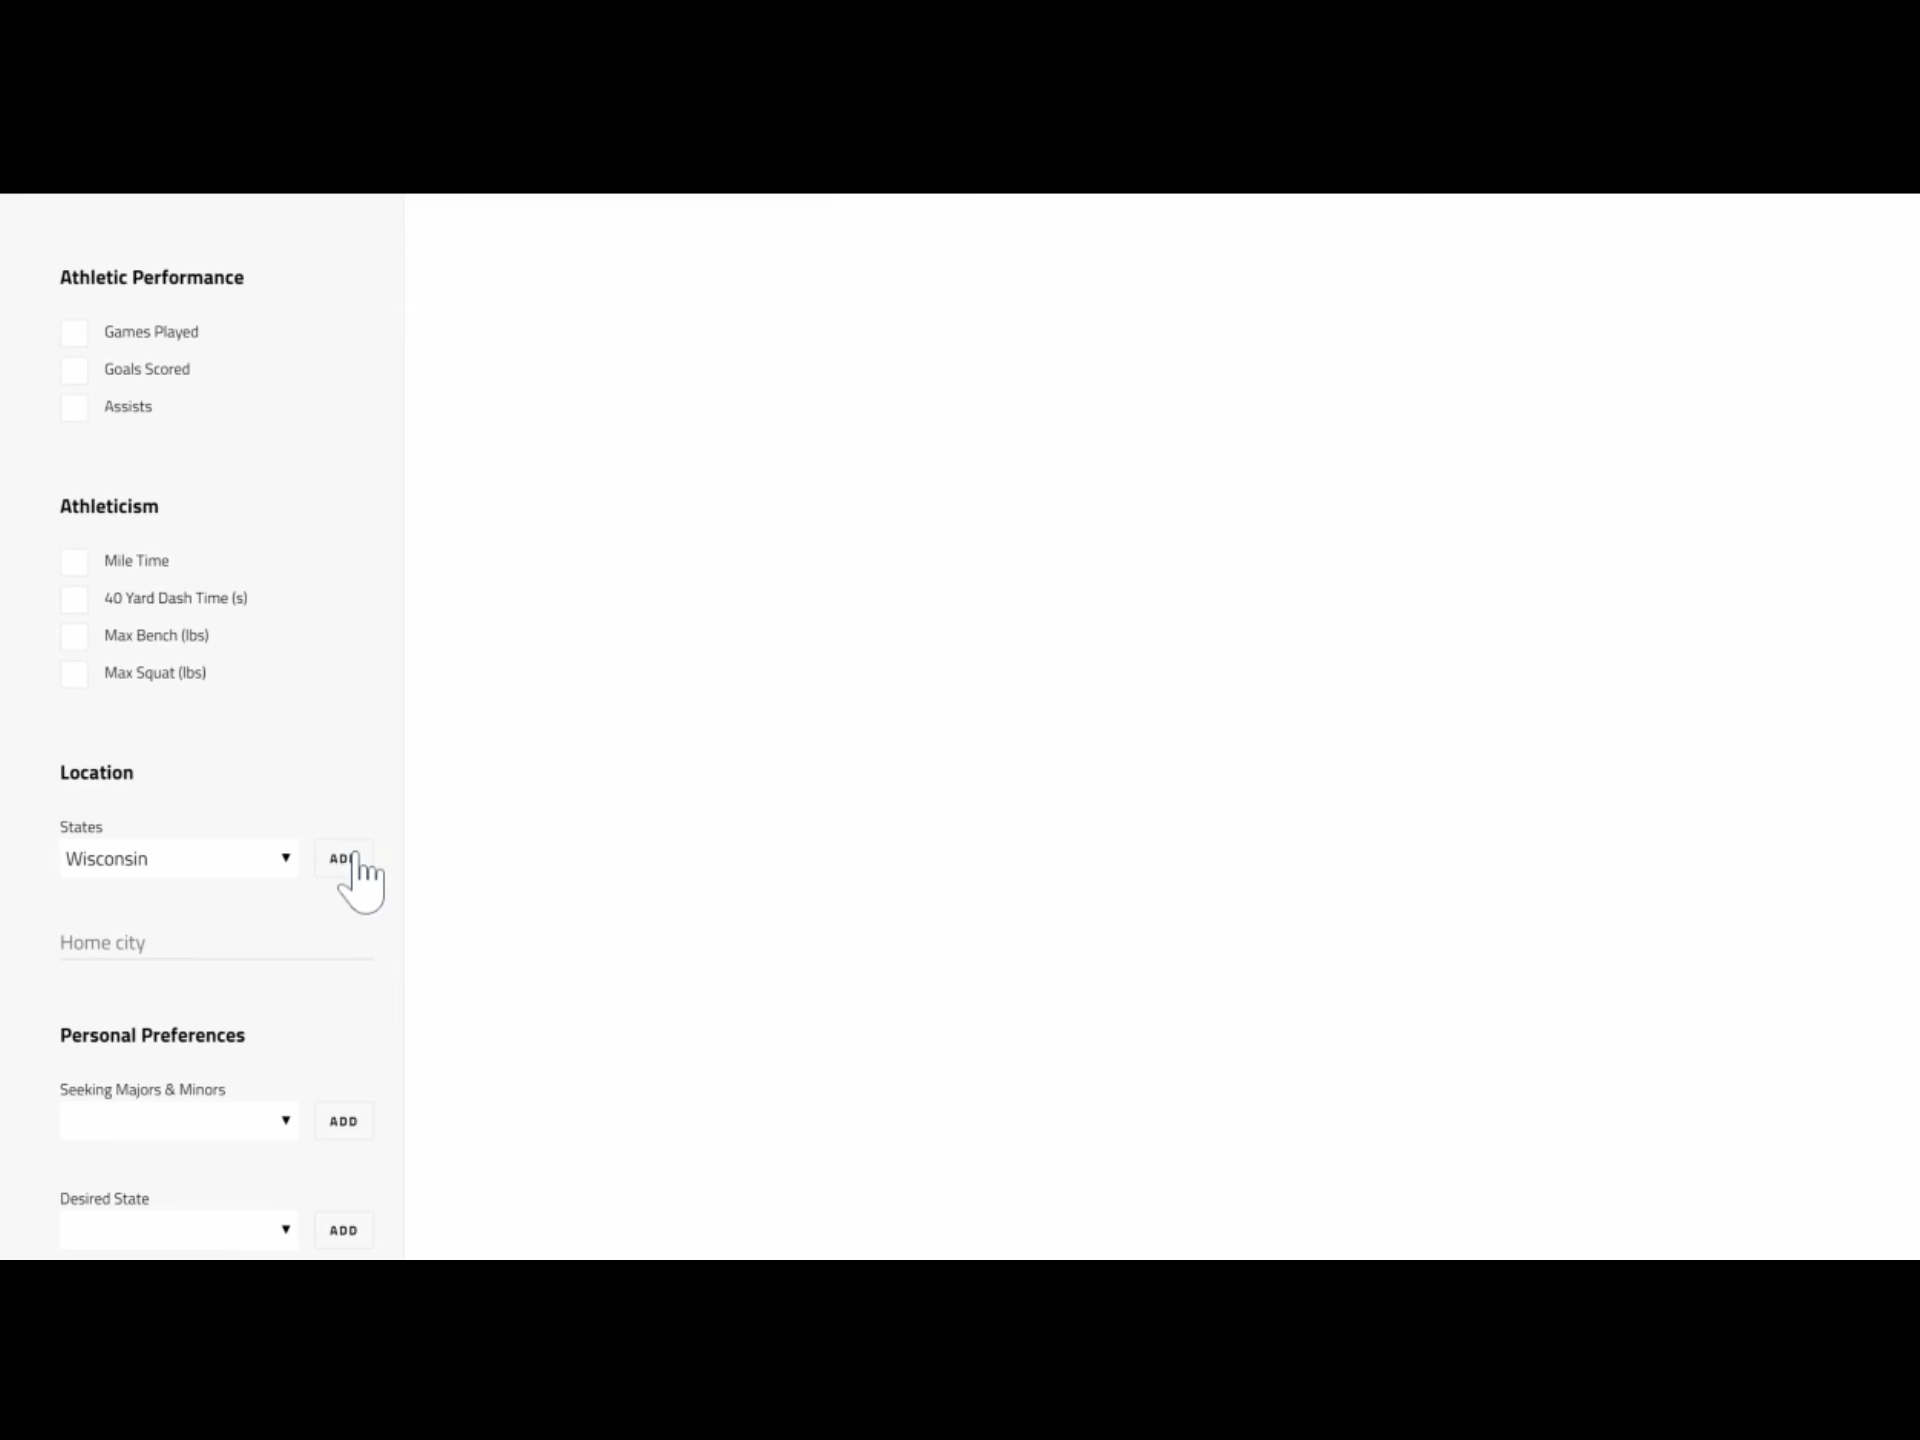 Athletic Performance
Games Played
Goals Scored
Assists
Athleticism
Mile Time
40 Yard Dash Time (s)
Max Bench (lbs)
Max Squat (lbs)
Location
States
Wisconsin
Home city
Personal Preferences
Seeking Majors & Minors
ADD
Desired State
ADD